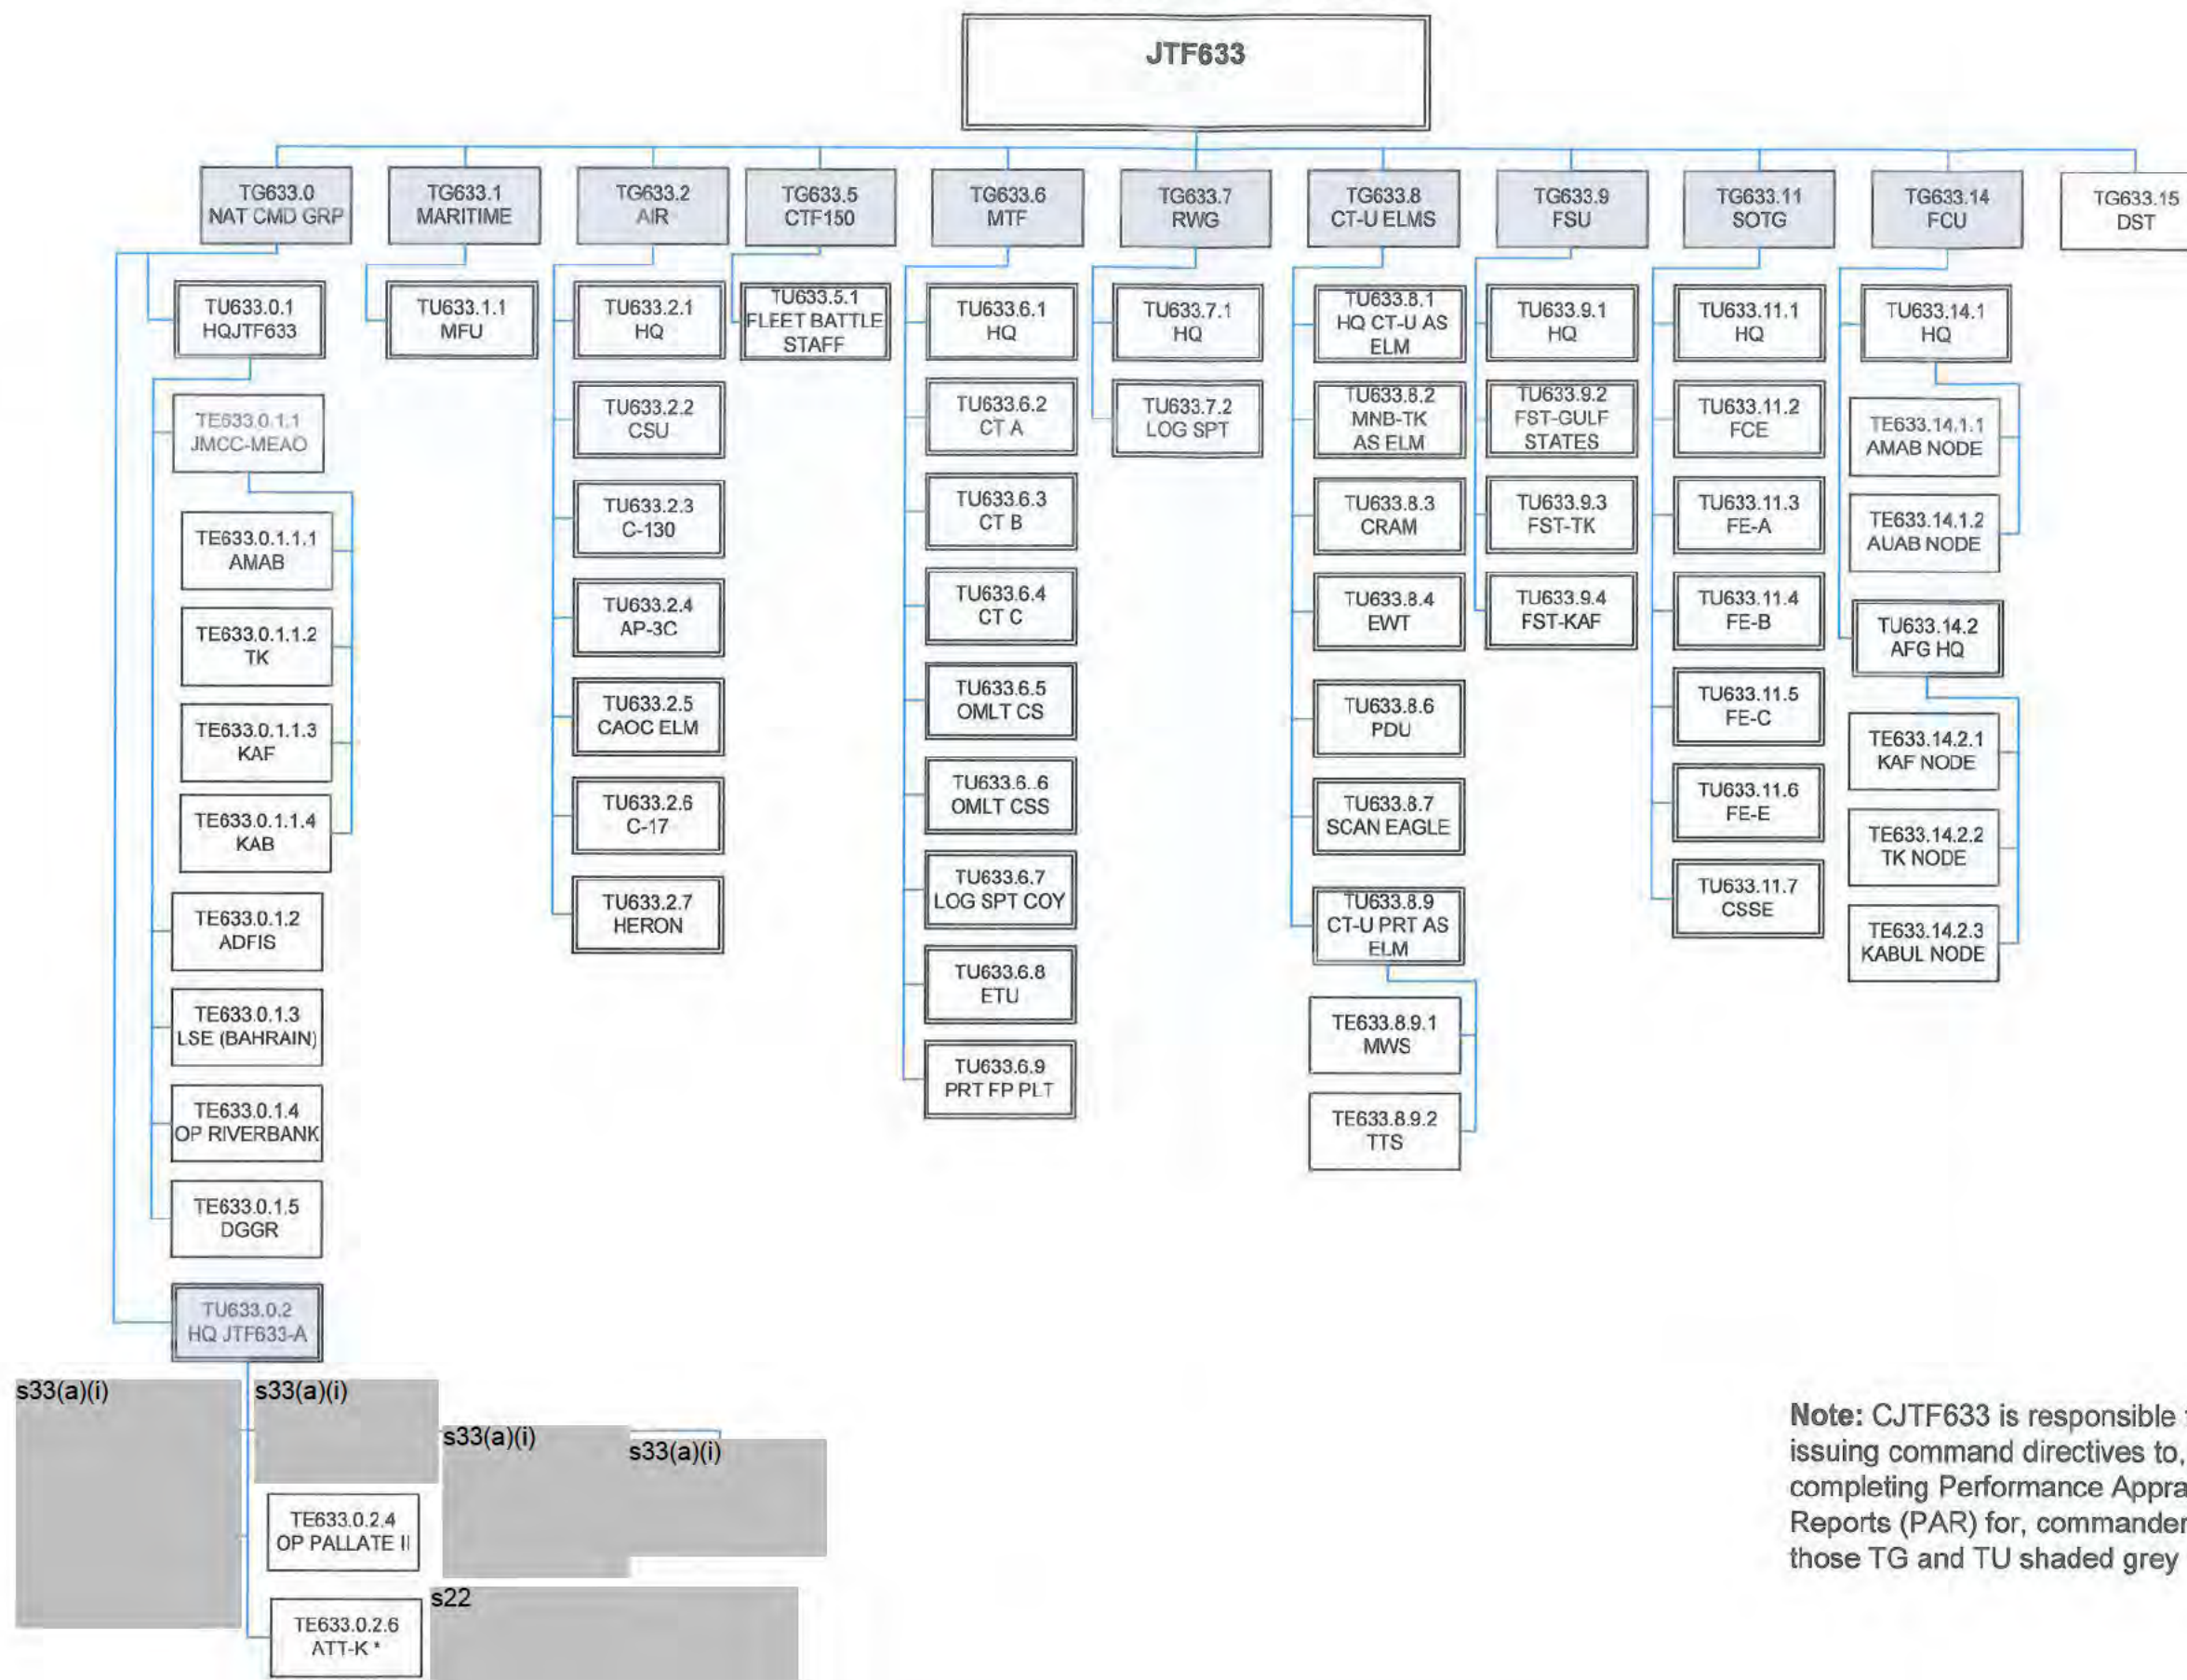 JTF633
TG633.0
NAT CMD GRP
TU633.0.1
HQJTF633
TE633.0.1.1
JMCC-MEAO
TE633.0.1.1.1
AMAB
TE633.0.1.1.2
TK
TE633.0.1.1.3
KAF
TE633.0.1.1.4
KAB
TE633.0.1.2
ADFIS
TE633.0.1.3
LSE (BAHRAIN)
TE633.0.1.4
OP RIVERBANK
TE633.0.1.5
DGGR
TU633.0.2
HQ JTF633-A
s33(a)(i)
s33(a)(i)
s33(a)(i)
s33(a)(i)
TE633.0.2.4
OP PALLATE II
s22
TE633.0.2.6
ATT-K *
TG633.1
MARITIME
TU633.1.1
MFU
TG633.2
AIR
TU633.2.1
HQ
TU633.2.2
CSU
TU633.2.3
C-130
TU633.2.4
AP-3C
TU633.2.5
CAOC ELM
TU633.2.6
C-17
TU633.2.7
HERON
TG633.5
CTF150
TU633.5.1
FLEET BATTLE
STAFF
TG633.6
MTF
TU633.6.1
HQ
TU633.6.2
CT A
TU633.6.3
CT B
TU633.6.4
CT C
TU633.6.5
OMLT CS
TU633.6..6
OMLT CSS
TU633.6.7
LOG SPT COY
TU633.6.8
ETU
TU633.6.9
PRT FP PLT
TG633.7
RWG
TU633.7.1
HQ
TU633.7.2
LOG SPT
TG633.8
CT-U ELMS
TU633.8.1
HQ CT-U AS
ELM
TU633.8.2
MNB-TK
AS ELM
TU633.8.3
CRAM
TU633.8.4
EWT
TU633.8.6
PDU
TU633.8.7
SCAN EAGLE
TU633.8.9
CT-U PRT AS
ELM
TE633.8.9.1
MWS
TE633.8.9.2
TTS
TG633.9
FSU
TU633.9.1
HQ
TU633.9.2
FST-GULF
STATES
TU633.9.3
FST-TK
TU633.9.4
FST-KAF
TG633.11
SOTG
TU633.11.1
HQ
TU633.11.2
FCE
TU633.11.3
FE-A
TU633.11.4
FE-B
TU633.11.5
FE-C
TU633.11.6
FE-E
TU633.11.7
CSSE
TG633.14
FCU
TU633.14.1
HQ
TE633.14.1.1
AMAB NODE
TE633.14.1.2
AUAB NODE
TU633.14.2
AFG HQ
TE633.14.2.1
KAF NODE
TE633.14.2.2
TK NODE
TE633.14.2.3
KABUL NODE
TG633.15
DST
Note: CJTF633 is responsible
issuing command directives to,
completing Performance Appra
Reports (PAR) for, commander
those TG and TU shaded grey